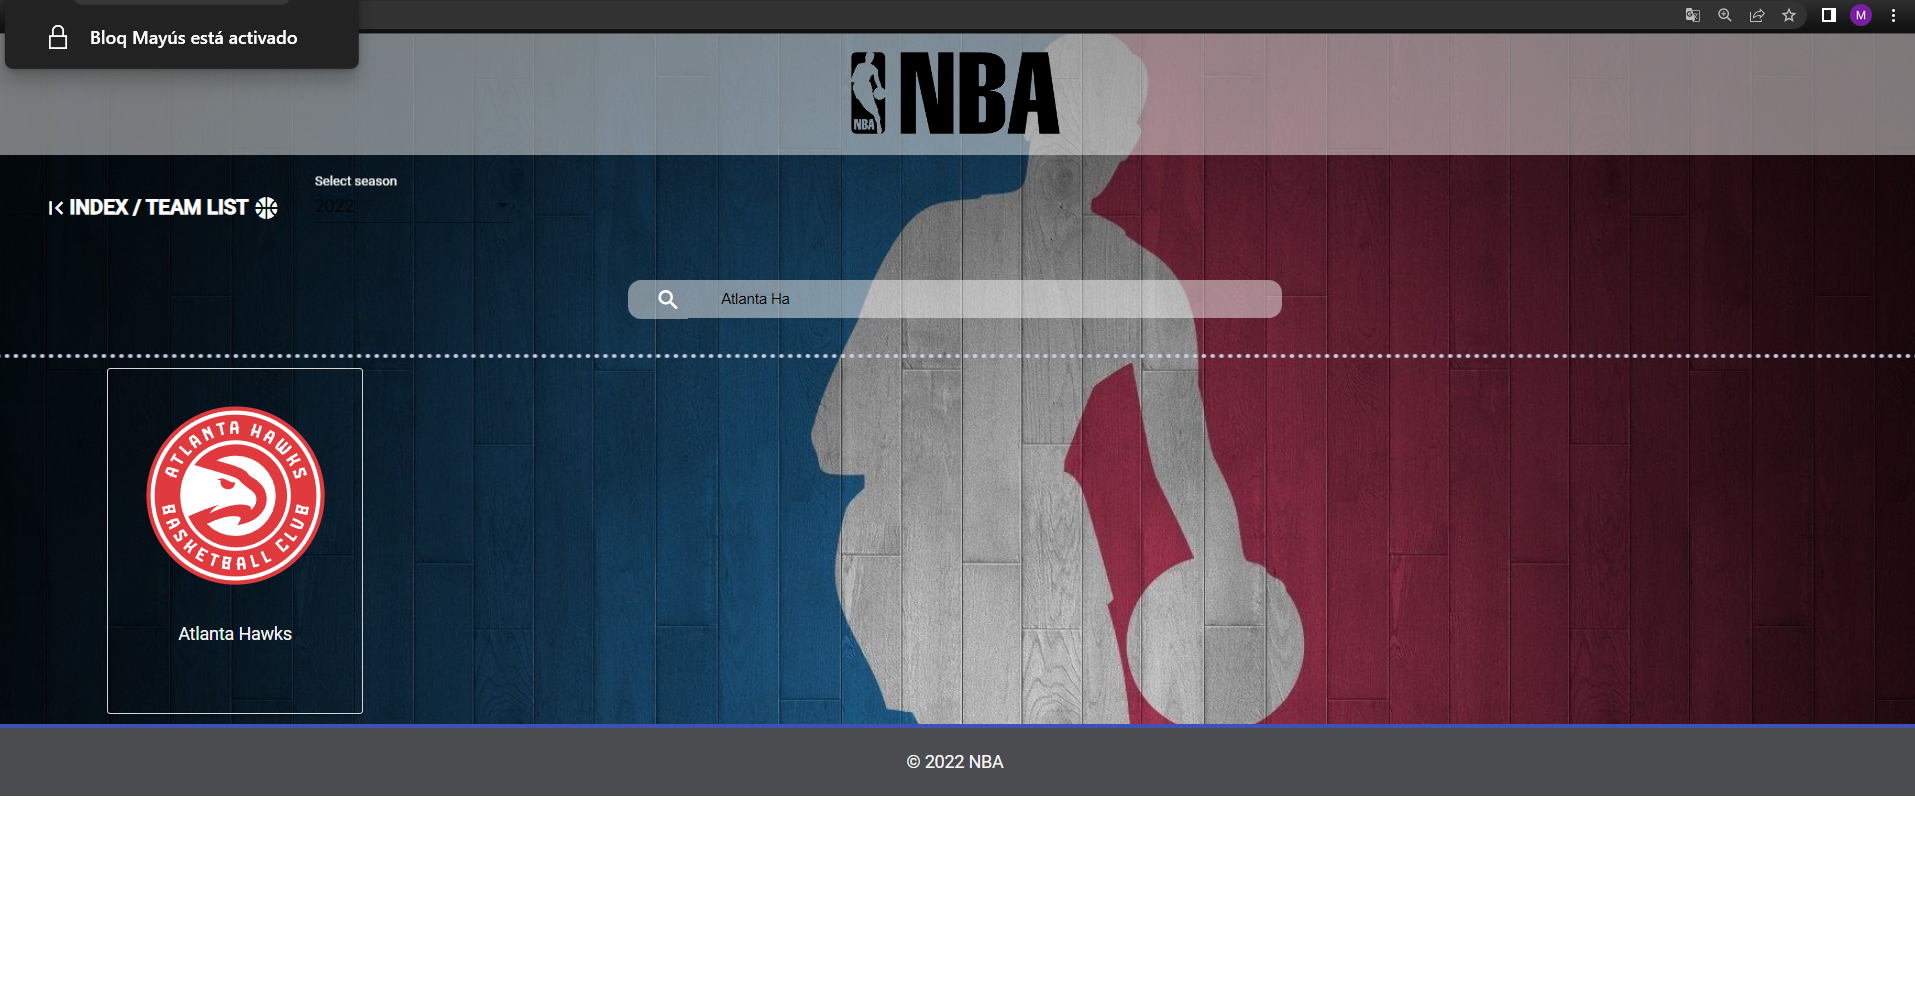 Bloq Mayús está activado
M
NBA
NBA
Select season
INDEX / TEAM LIST
2022
Atlanta Ha
ATLANTA HAWKS
BASKETBALL CLUB
Atlanta Hawks
© 2022 NBA